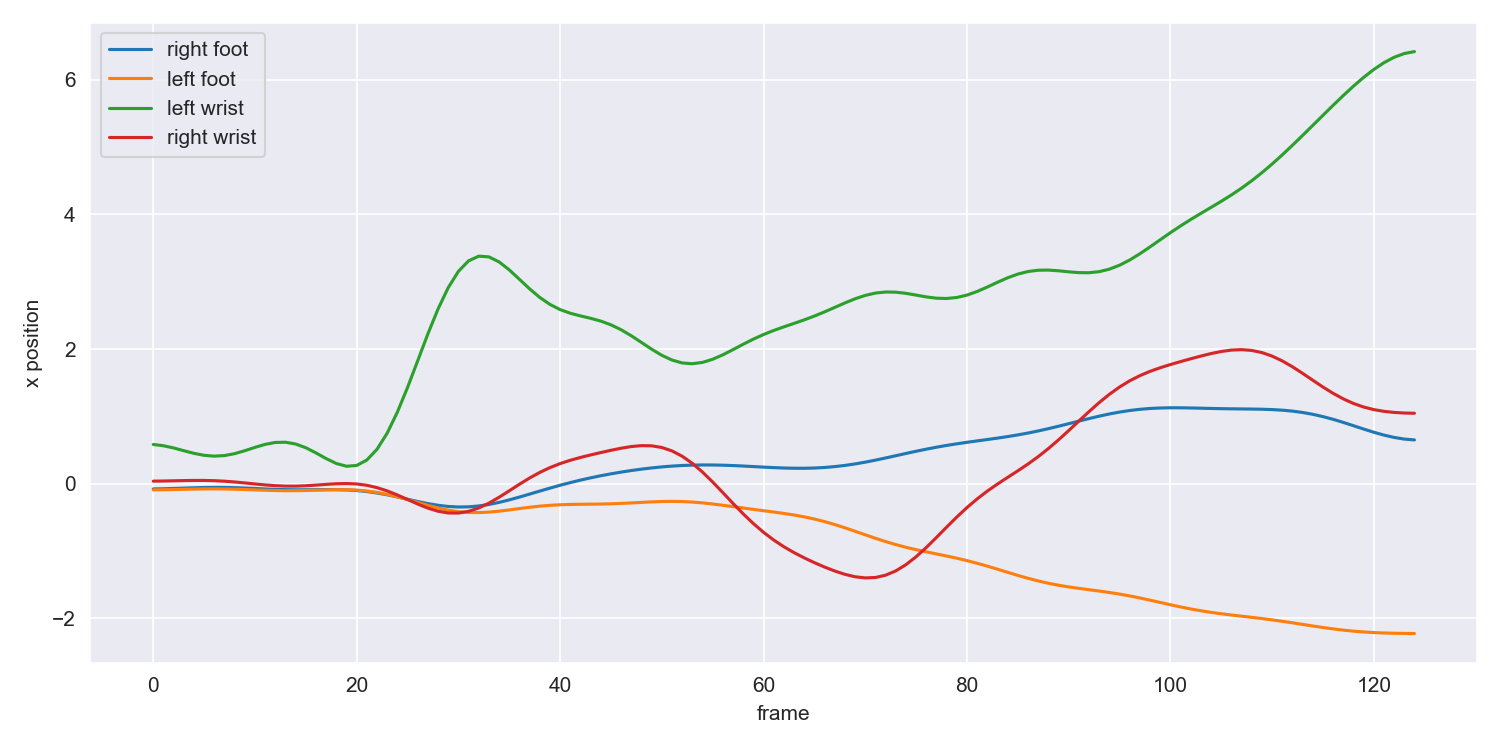 right foot
left foot
left wrist
right wrist
6
4
2
0
−2
x position
0 20 40 60 80 100 120
frame